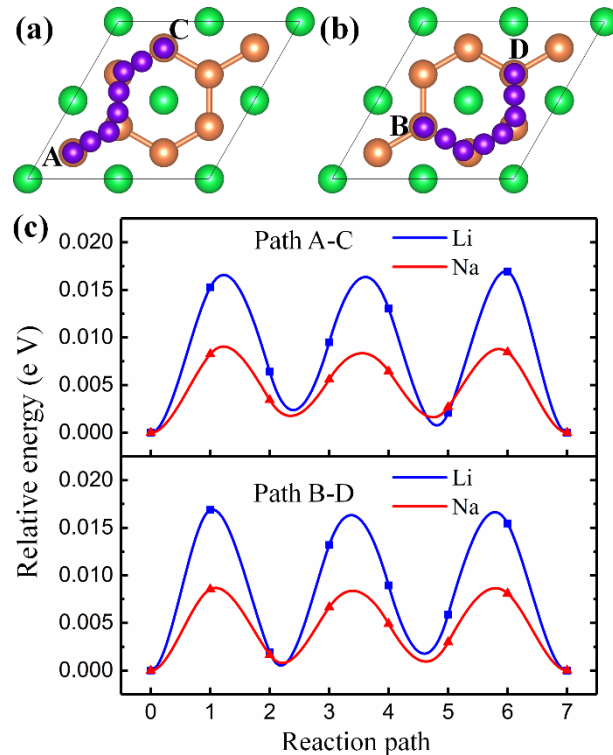 (a) (b)
C
D
A
B
(c)
Path A-C
Li
Na
0.020
0.015
0.010
0.005
0.000
Path B-D
Li
Na
0.020
0.015
0.010
0.005
0.000
Relative energy (e V)
0 1 2 3 4 5 6 7
Reaction path